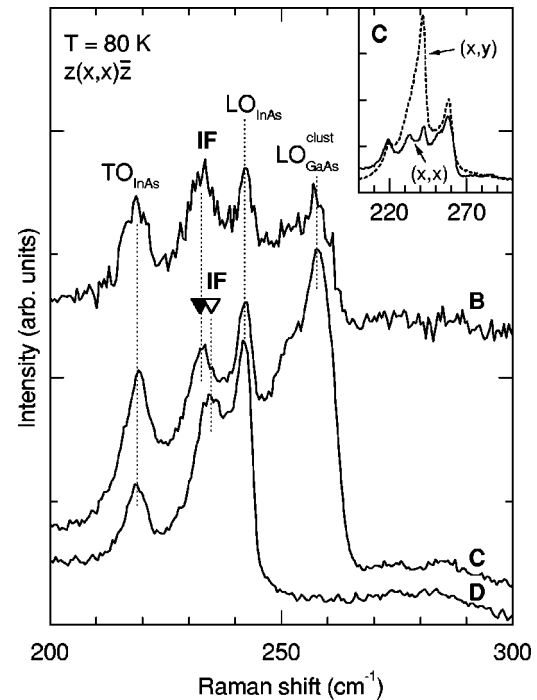 T = 80 K
z(x,x)z̄
C
(x,y)
(x,x)
220 270
TO_InAs
IF
LO_InAs
LO_GaAs^clust
IF
B
C
D
Intensity (arb. units)
200 250 300
Raman shift (cm⁻¹)